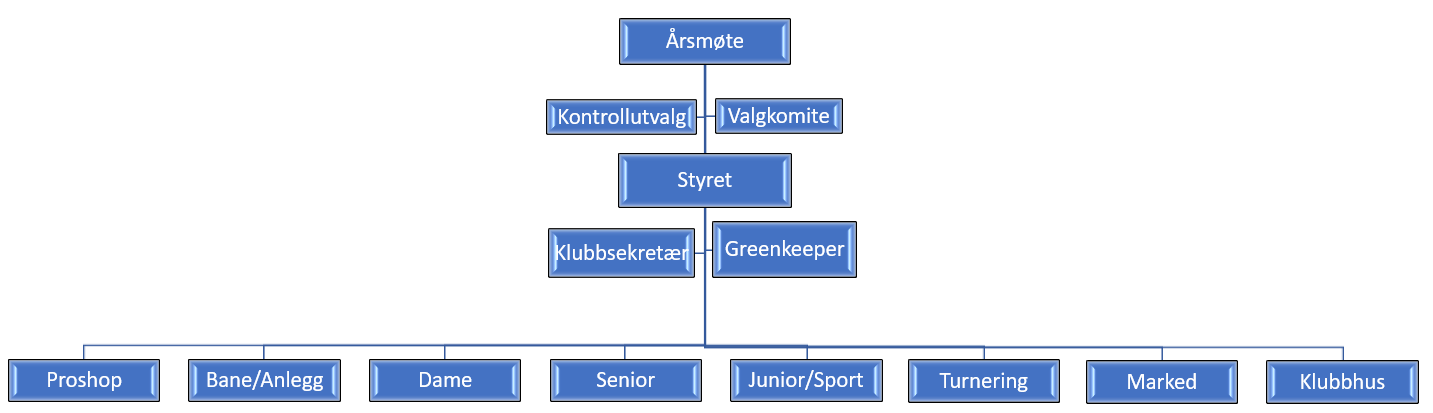 Årsmøte
Kontrollutvalg
Valgkomite
Styret
Klubbsekretær
Greenkeeper
Proshop
Bane/Anlegg
Dame
Senior
Junior/Sport
Turnering
Marked
Klubbhus